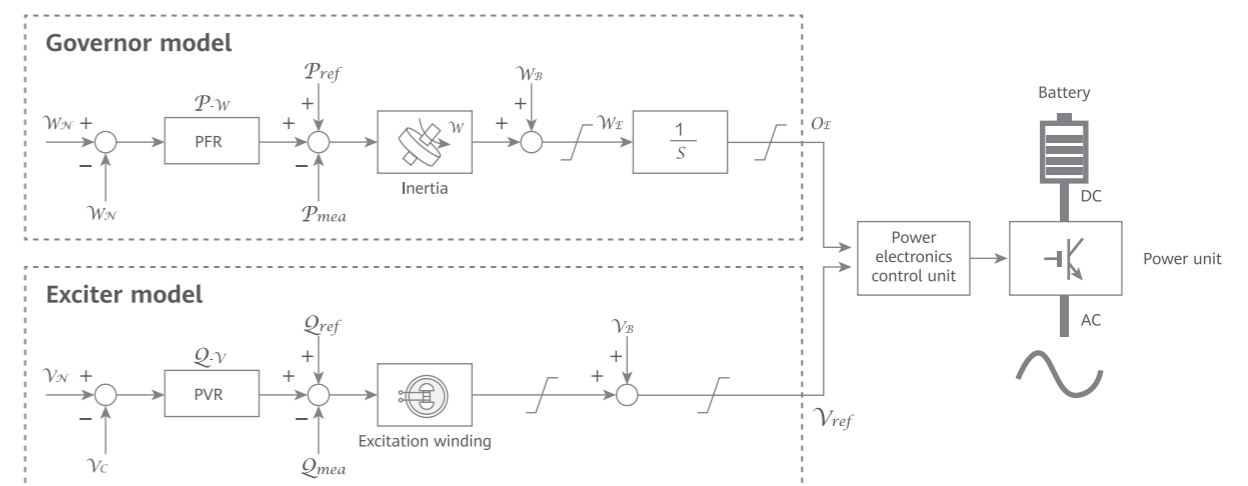 Governor model
P-W
Pref
WB
WN
+
−
WN
PFR
+
+
−
Pmea
W
Inertia
+
+
WE
1
S
OE
Exciter model
Q-V
Qref
VB
VN
+
−
VC
PVR
+
+
−
Qmea
Excitation winding
+
+
Vref
Power
electronics
control unit
Battery
DC
Power unit
AC